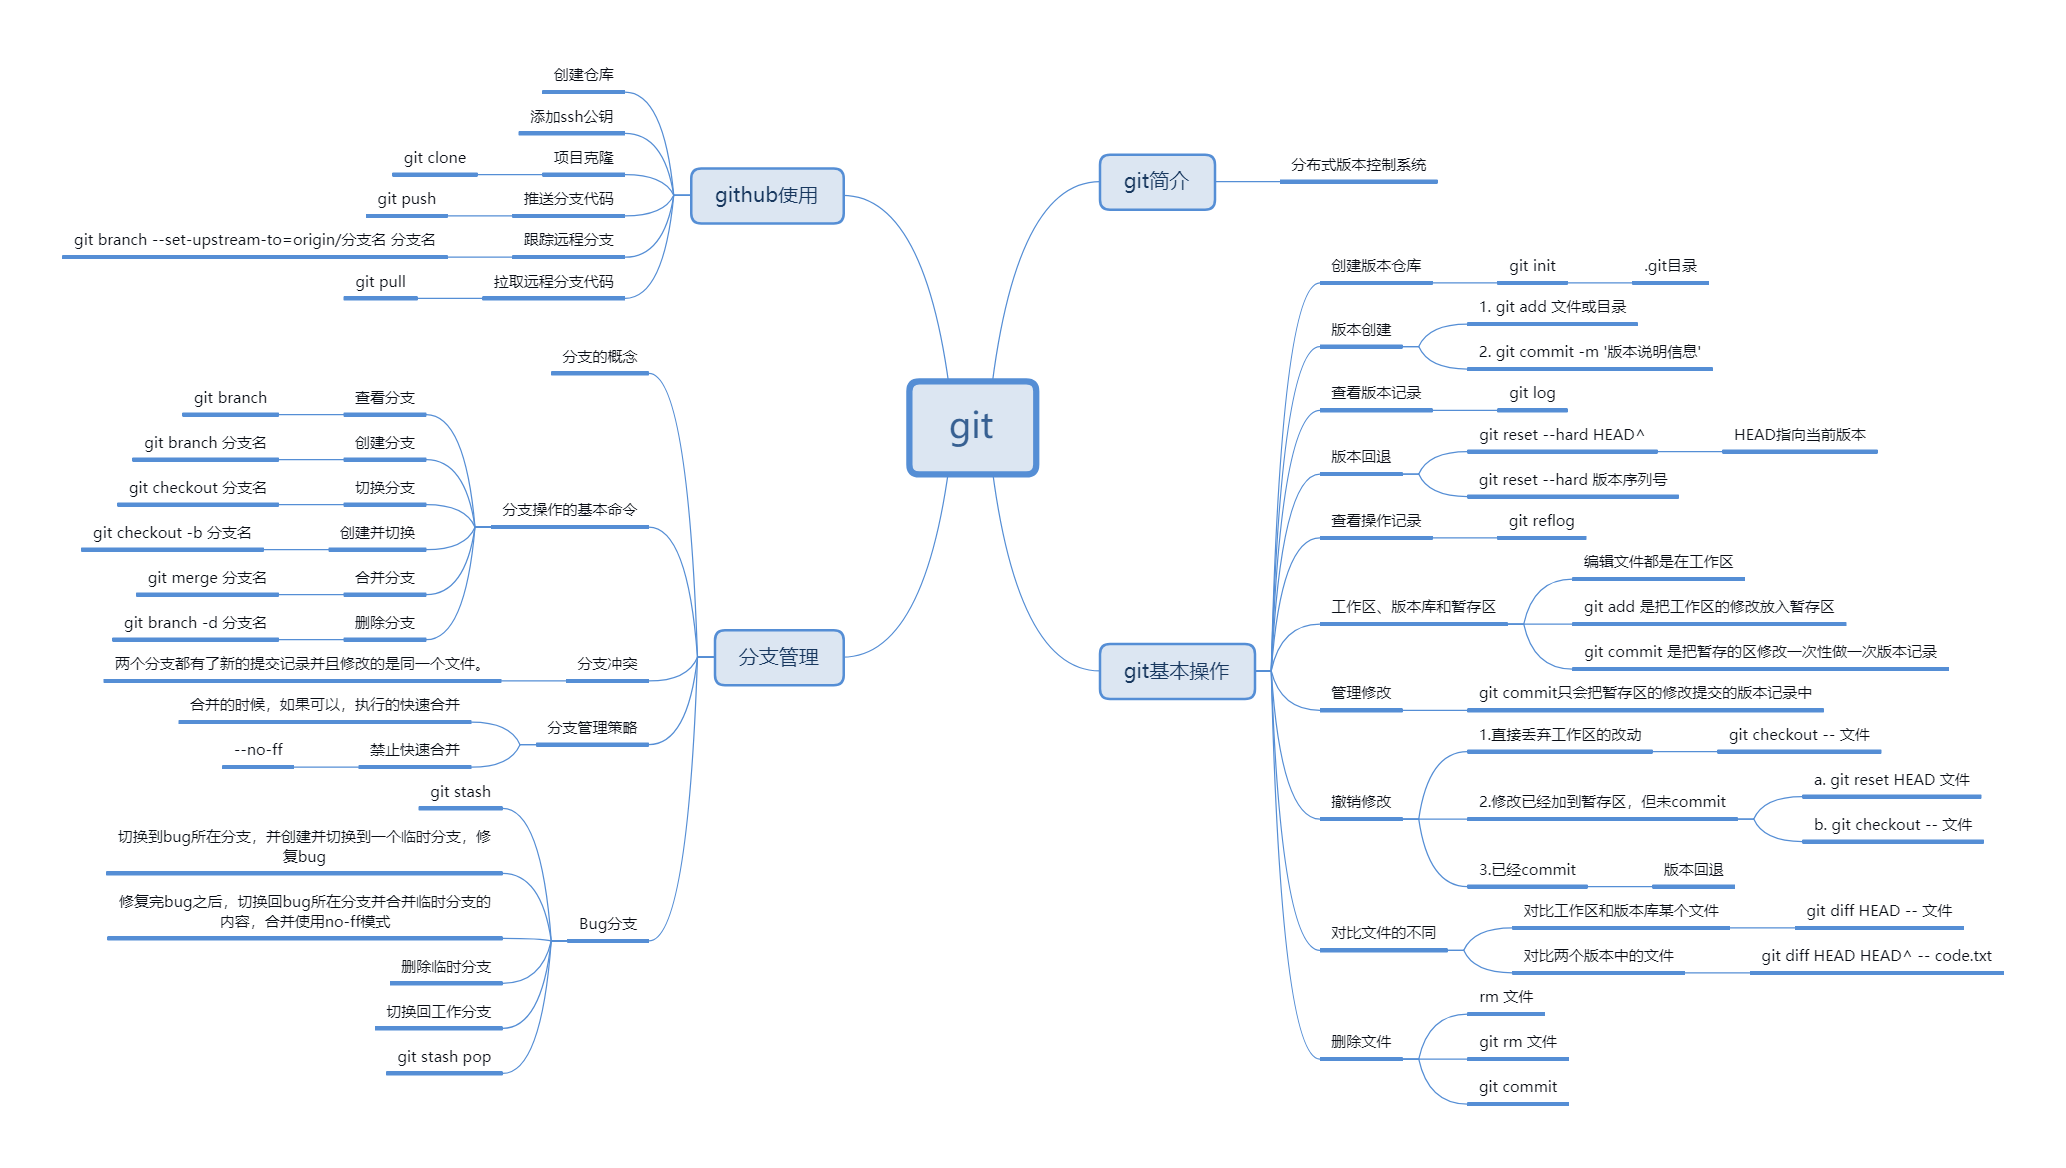 git
git简介
分布式版本控制系统
git基本操作
创建版本仓库
git init
.git目录
版本创建
1. git add 文件或目录
2. git commit -m '版本说明信息'
查看版本记录
git log
版本回退
git reset --hard HEAD^
HEAD指向当前版本
git reset --hard 版本序列号
查看操作记录
git reflog
工作区、版本库和暂存区
编辑文件都是在工作区
git add 是把工作区的修改放入暂存区
git commit 是把暂存的区修改一次性做一次版本记录
管理修改
git commit只会把暂存区的修改提交的版本记录中
撤销修改
1.直接丢弃工作区的改动
git checkout -- 文件
2.修改已经加到暂存区，但未commit
a. git reset HEAD 文件
b. git checkout -- 文件
3.已经commit
版本回退
对比文件的不同
对比工作区和版本库某个文件
git diff HEAD -- 文件
对比两个版本中的文件
git diff HEAD HEAD^ -- code.txt
删除文件
rm 文件
git rm 文件
git commit
github使用
创建仓库
添加ssh公钥
项目克隆
git clone
推送分支代码
git push
跟踪远程分支
git branch --set-upstream-to=origin/分支名 分支名
拉取远程分支代码
git pull
分支管理
分支的概念
分支操作的基本命令
查看分支
git branch
创建分支
git branch 分支名
切换分支
git checkout 分支名
创建并切换
git checkout -b 分支名
合并分支
git merge 分支名
删除分支
git branch -d 分支名
分支冲突
两个分支都有了新的提交记录并且修改的是同一个文件。
分支管理策略
合并的时候，如果可以，执行的快速合并
禁止快速合并
--no-ff
Bug分支
git stash
切换到bug所在分支，并创建并切换到一个临时分支，修
复bug
修复完bug之后，切换回bug所在分支并合并临时分支的
内容，合并使用no-ff模式
删除临时分支
切换回工作分支
git stash pop